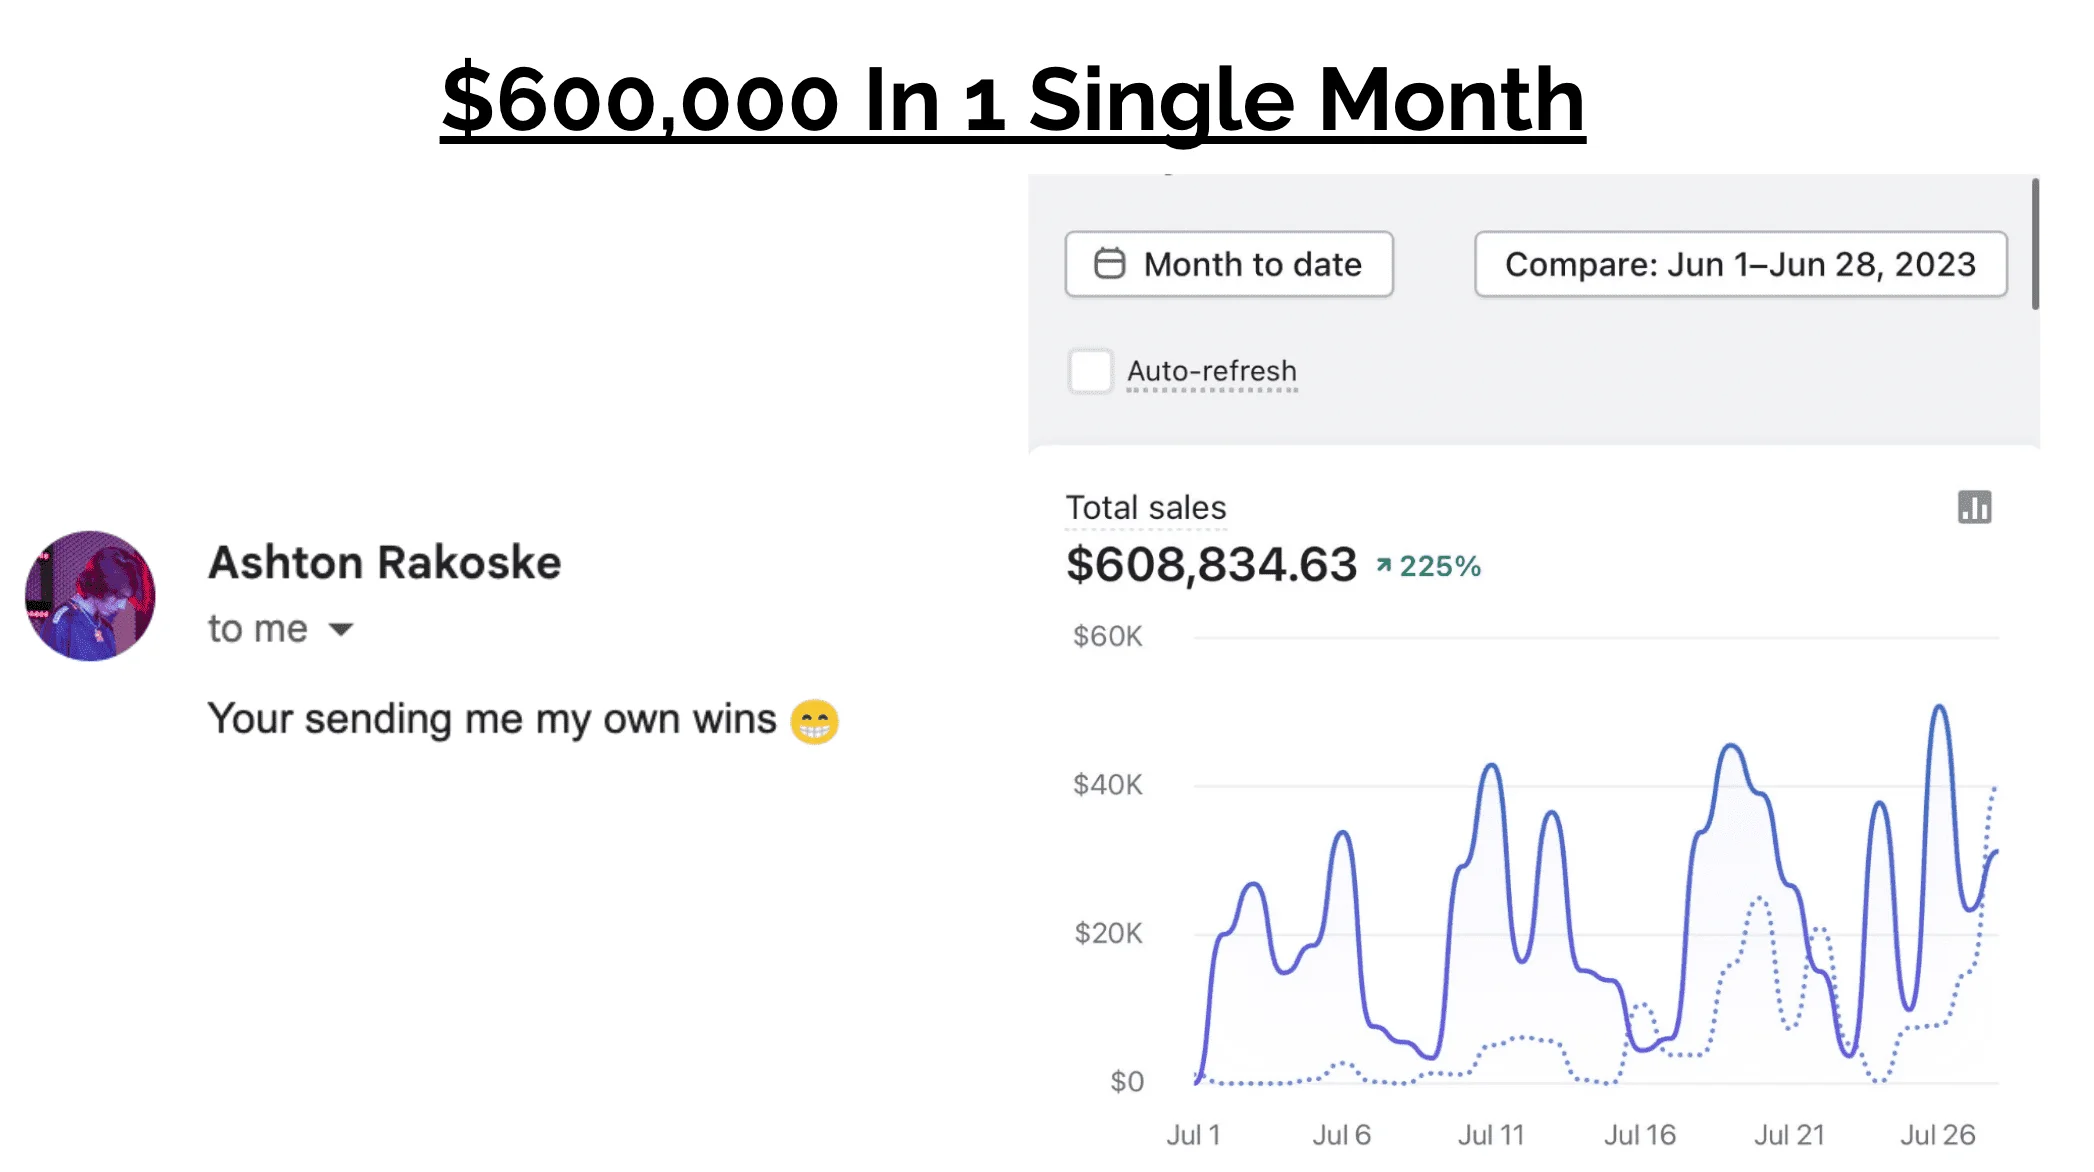 $600,000 In 1 Single Month
Ashton Rakoske
to me
Your sending me my own wins 😁
Month to date
Compare: Jun 1–Jun 28, 2023
Auto-refresh
Total sales
$608,834.63 225%
$60K
$40K
$20K
$0
Jul 1 Jul 6 Jul 11 Jul 16 Jul 21 Jul 26